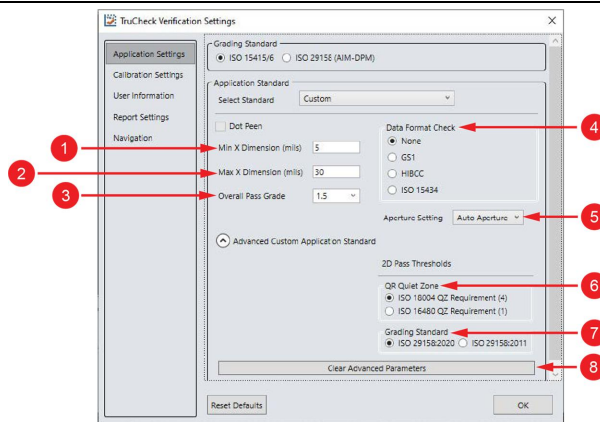 TruCheck Verification Settings
Application Settings
Calibration Settings
User Information
Report Settings
Navigation
Grading Standard
ISO 15415/6 ISO 29158 (AIM-DPM)
Application Standard
Select Standard Custom
Dot Peen
Min X Dimension (mils) 5
Max X Dimension (mils) 30
Overall Pass Grade 1.5
Data Format Check
None
GS1
HIBCC
ISO 15434
Aperture Setting Auto Aperture
Advanced Custom Application Standard
2D Pass Thresholds
QR Quiet Zone
ISO 18004 QZ Requirement (4)
ISO 16480 QZ Requirement (1)
Grading Standard
ISO 29158:2020 ISO 29158:2011
Clear Advanced Parameters
Reset Defaults
OK
1
2
3
4
5
6
7
8